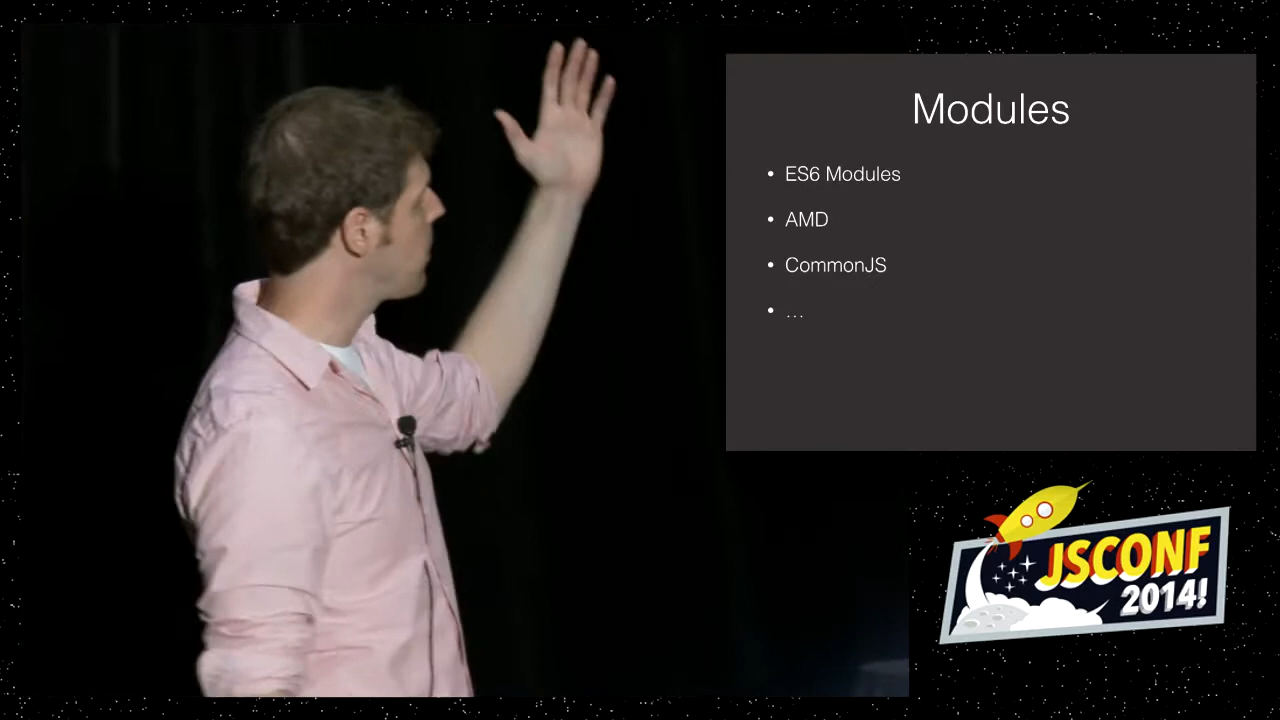 Modules
• ES6 Modules
• AMD
• CommonJS
• ...
JSCONF
2014!